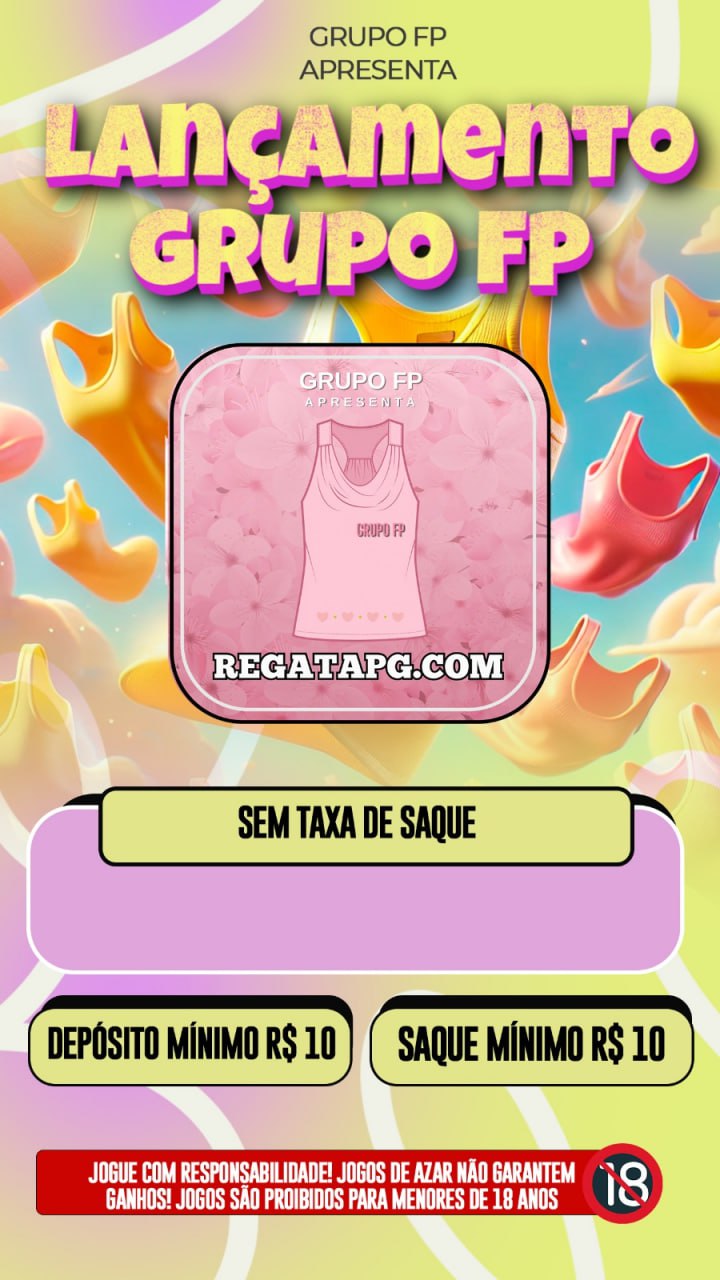 GRUPO FP
APRESENTA
LANÇAMENTO
GRUPO FP
GRUPO FP
APRESENTA
GRUPO FP
REGATAPG.COM
SEM TAXA DE SAQUE
DEPÓSITO MÍNIMO R$ 10
SAQUE MÍNIMO R$ 10
JOGUE COM RESPONSABILIDADE! JOGOS DE AZAR NÃO GARANTEM
GANHOS! JOGOS SÃO PROIBIDOS PARA MENORES DE 18 ANOS
18